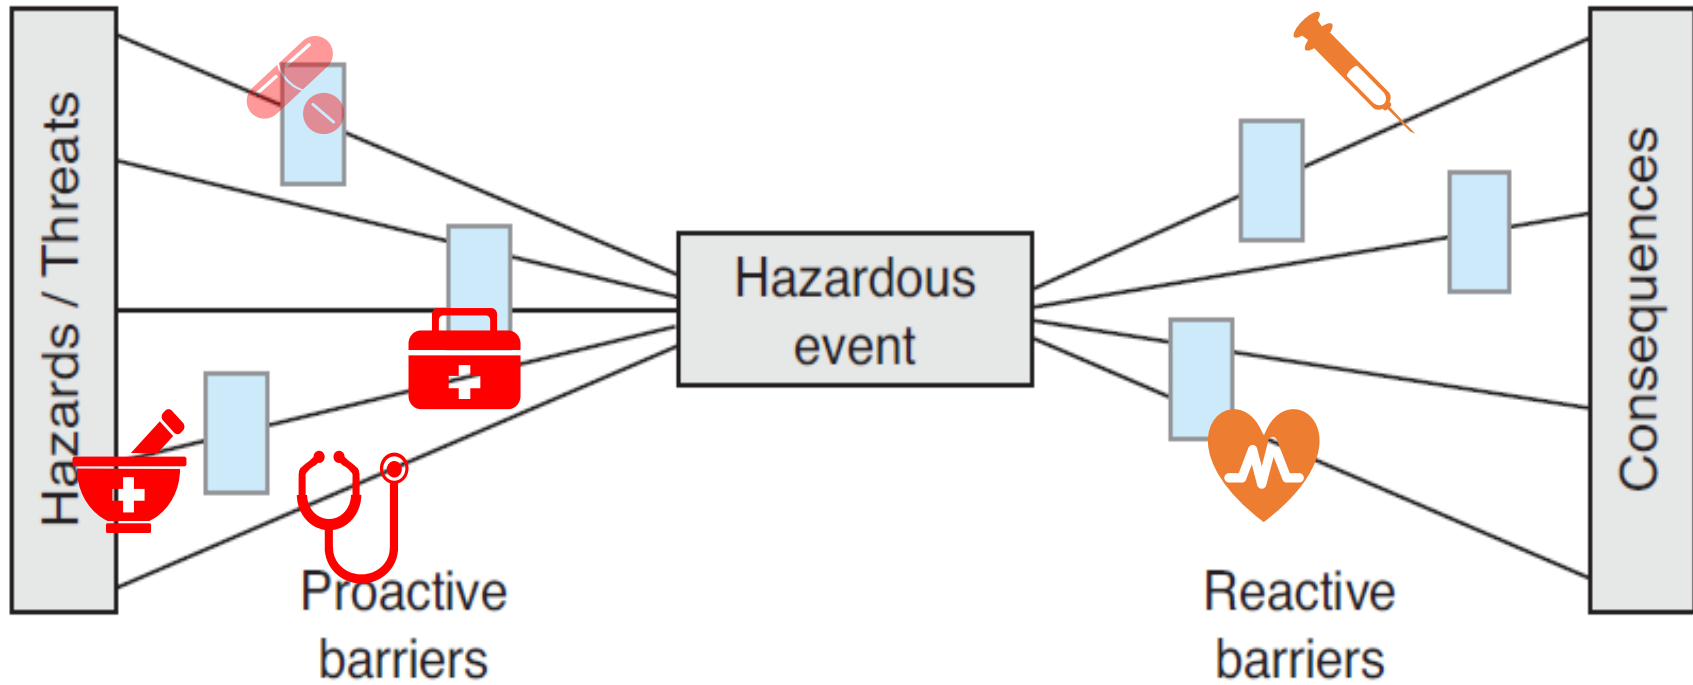 Hazards / Threats
Hazardous
event
Consequences
Proactive
barriers
Reactive
barriers